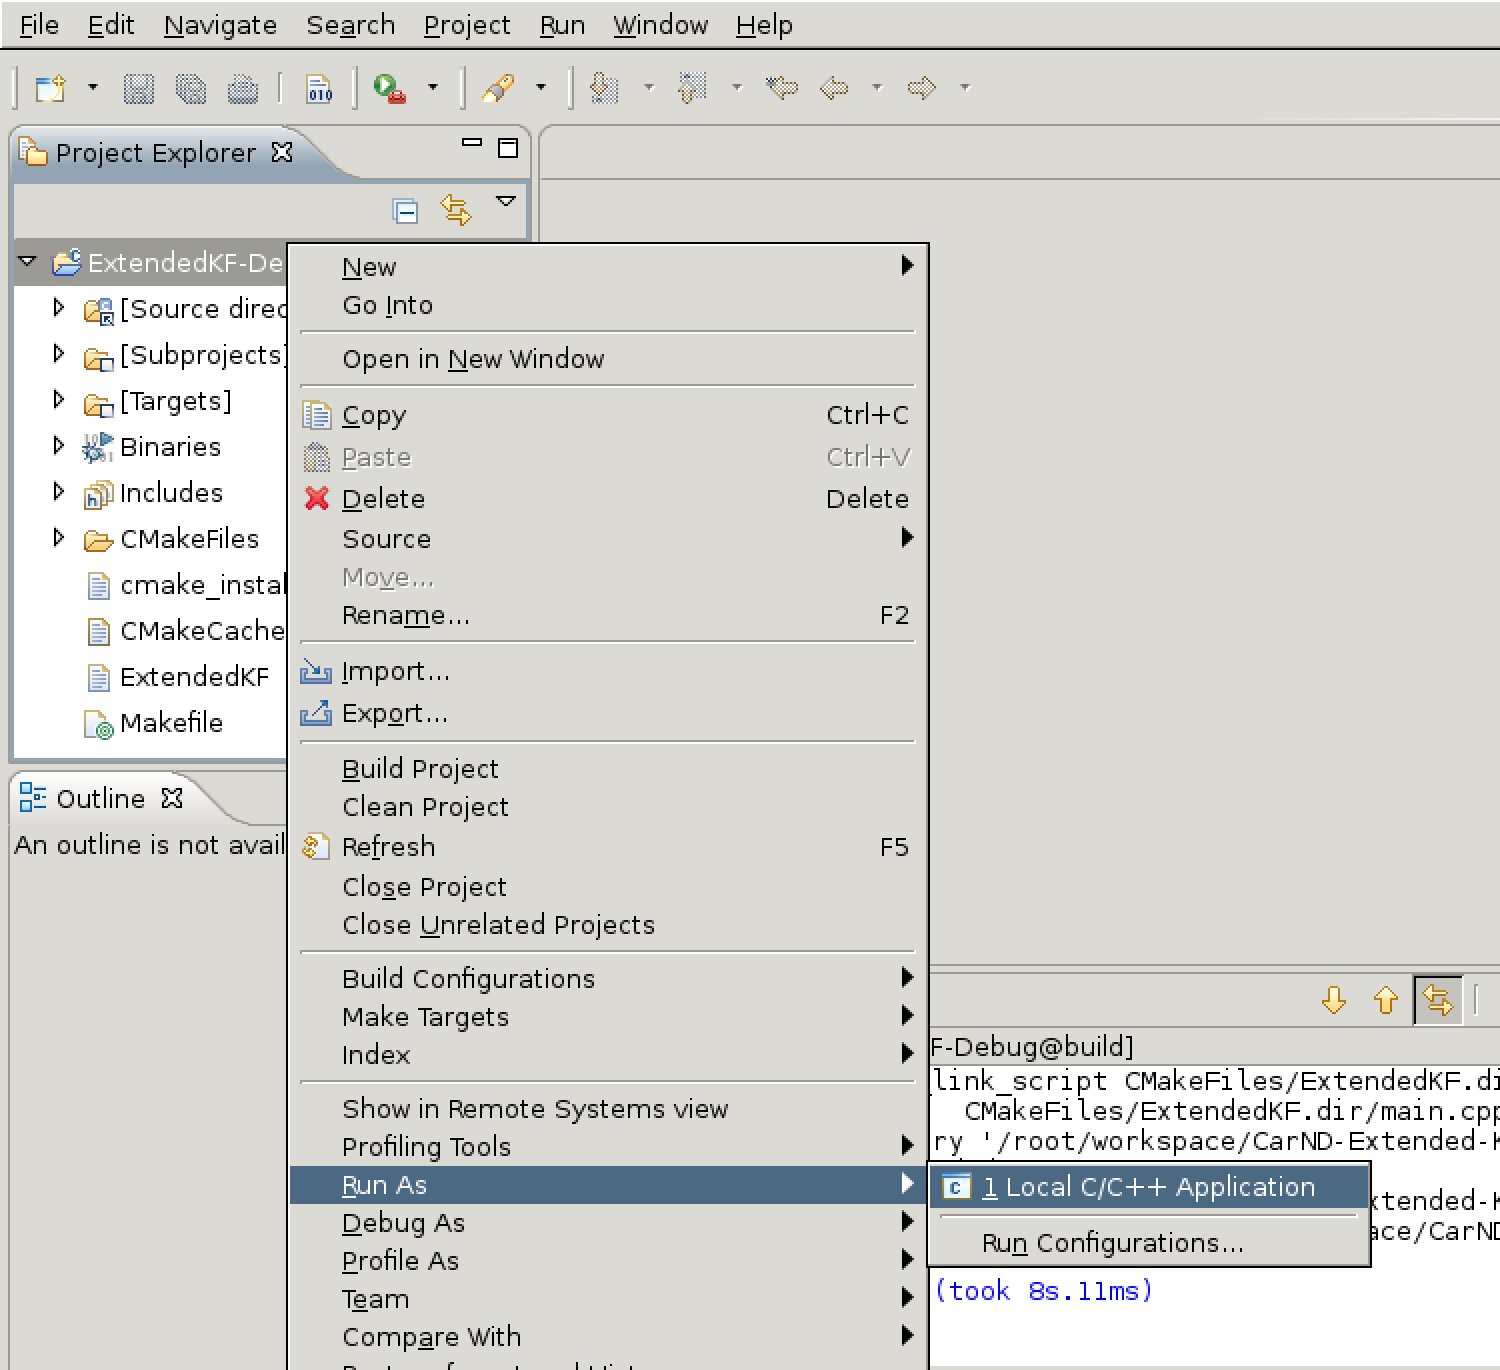 File Edit Navigate Search Project Run Window Help
010
Project Explorer
ExtendedKF-De
[Source direc
[Subprojects]
[Targets]
Binaries
Includes
CMakeFiles
cmake_instal
CMakeCache
ExtendedKF
Makefile
Outline
An outline is not avail
New
Go Into
Open in New Window
Copy Ctrl+C
Paste Ctrl+V
Delete Delete
Source
Move...
Rename... F2
Import...
Export...
Build Project
Clean Project
Refresh F5
Close Project
Close Unrelated Projects
Build Configurations
Make Targets
Index
Show in Remote Systems view
Profiling Tools
Run As
Debug As
Profile As
Team
Compare With
1 Local C/C++ Application
Run Configurations...
F-Debug@build]
link_script CMakeFiles/ExtendedKF.di
CMakeFiles/ExtendedKF.dir/main.cpp
ry '/root/workspace/CarND-Extended-K
xtended-K
ace/CarND
(took 8s.11ms)